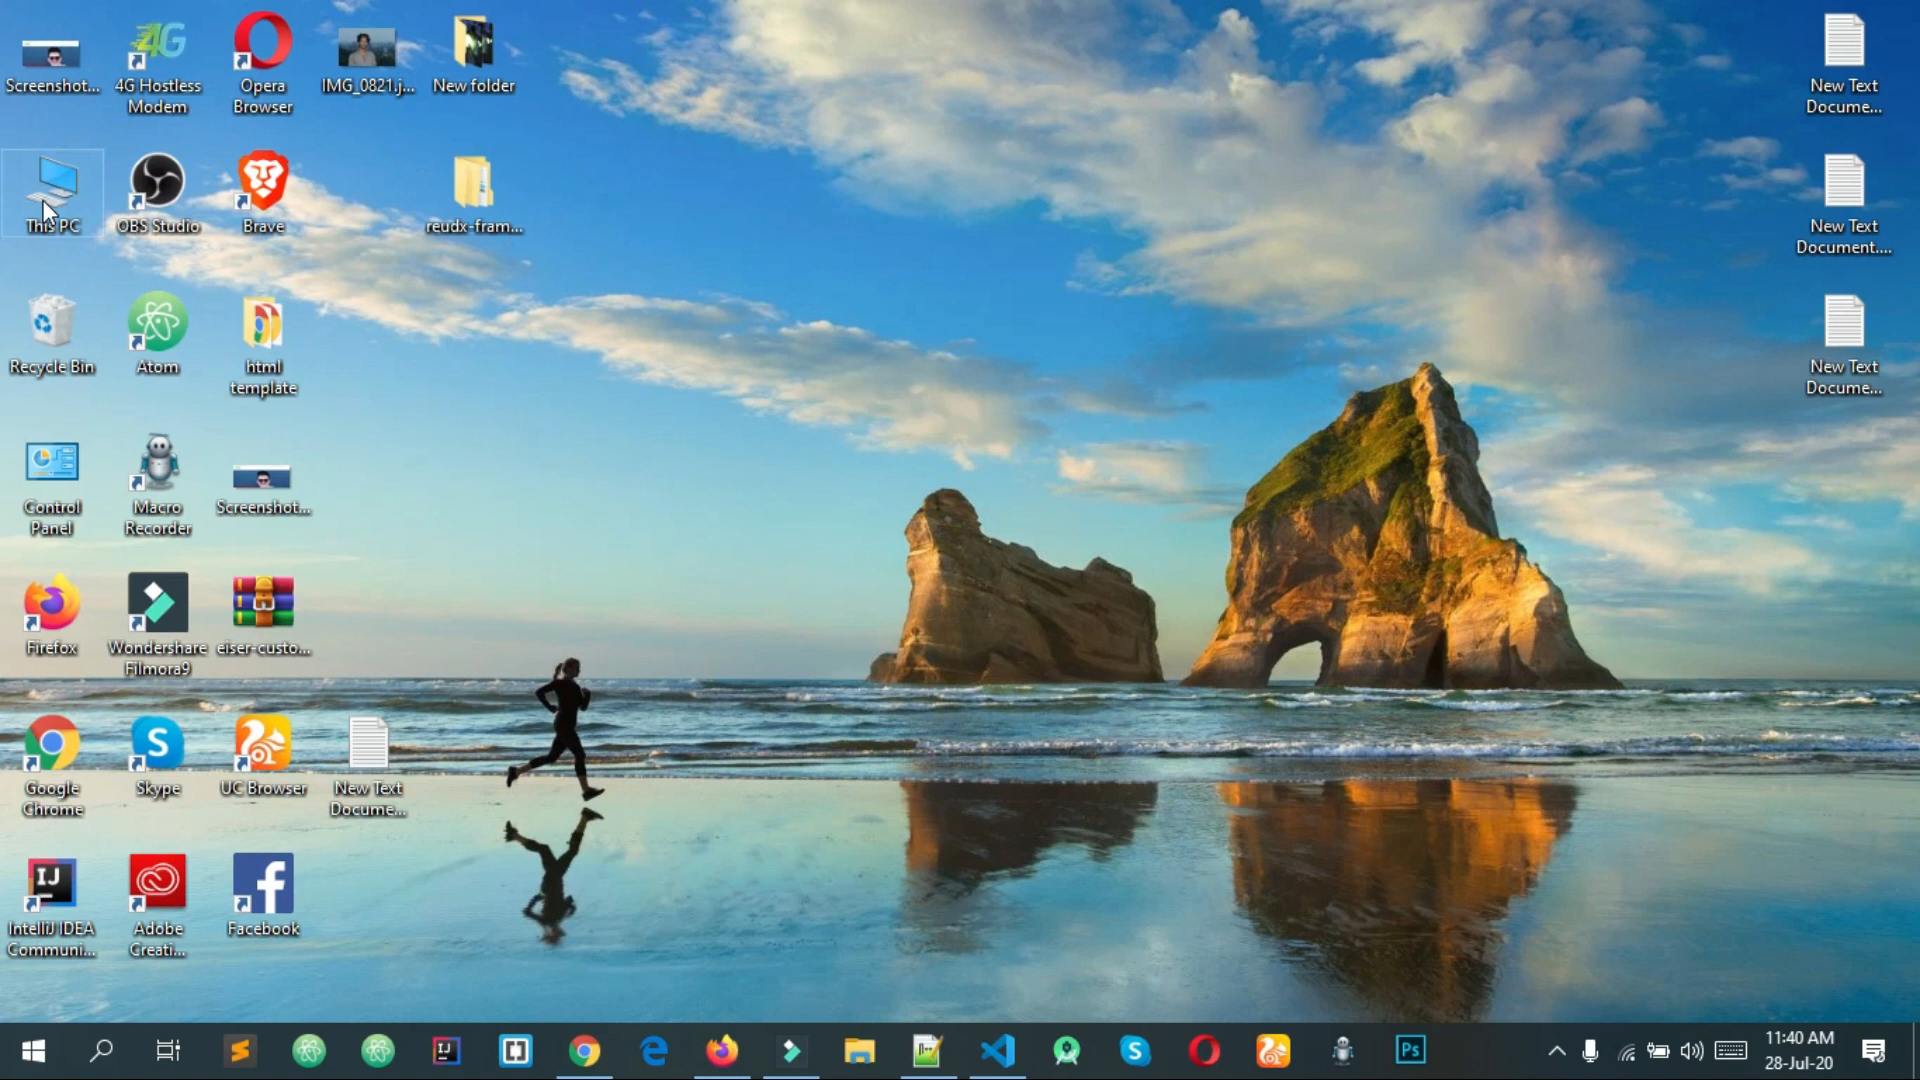 Screenshot...
4G Hostless
Modem
Opera
Browser
IMG_0821.j...
New folder
New Text
Docume...
This PC
OBS Studio
Brave
reudx-fram...
New Text
Document....
Recycle Bin
Atom
html
template
New Text
Docume...
Control
Panel
Macro
Recorder
Screenshot...
Firefox
Wondershare
Filmora9
eiser-custo...
Google
Chrome
Skype
UC Browser
New Text
Docume...
IntelliJ IDEA
Communi...
Adobe
Creati...
Facebook
11:40 AM
28-Jul-20